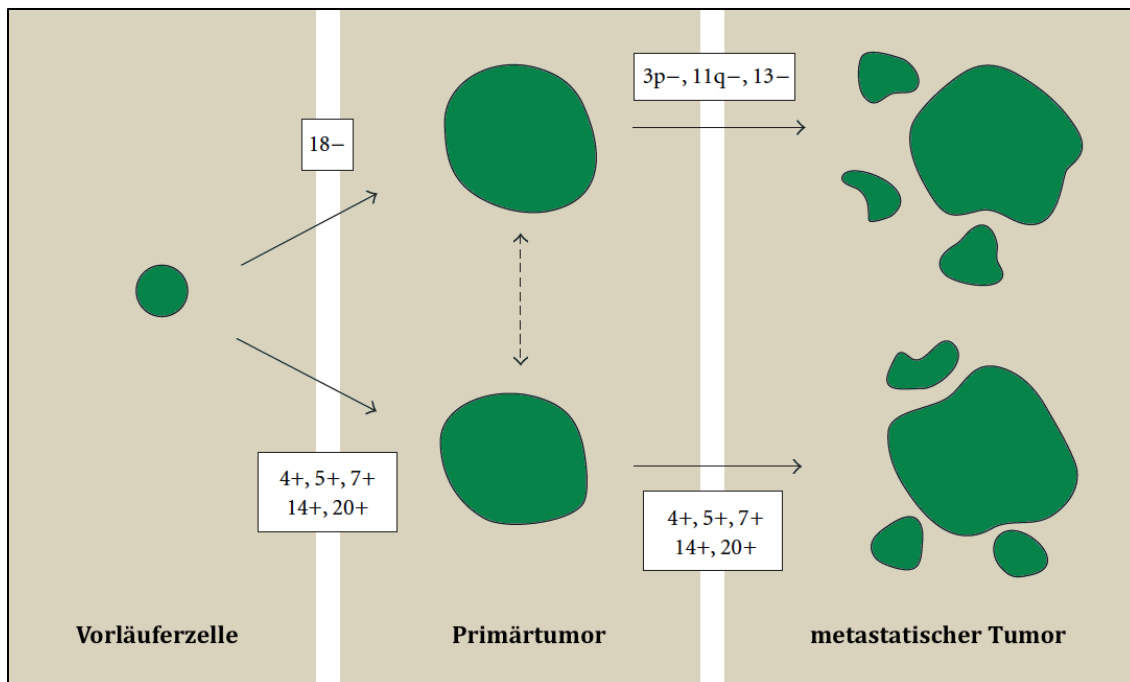 3p−, 11q−, 13−
18−
4+, 5+, 7+
14+, 20+
4+, 5+, 7+
14+, 20+
Vorläuferzelle
Primärtumor
metastatischer Tumor